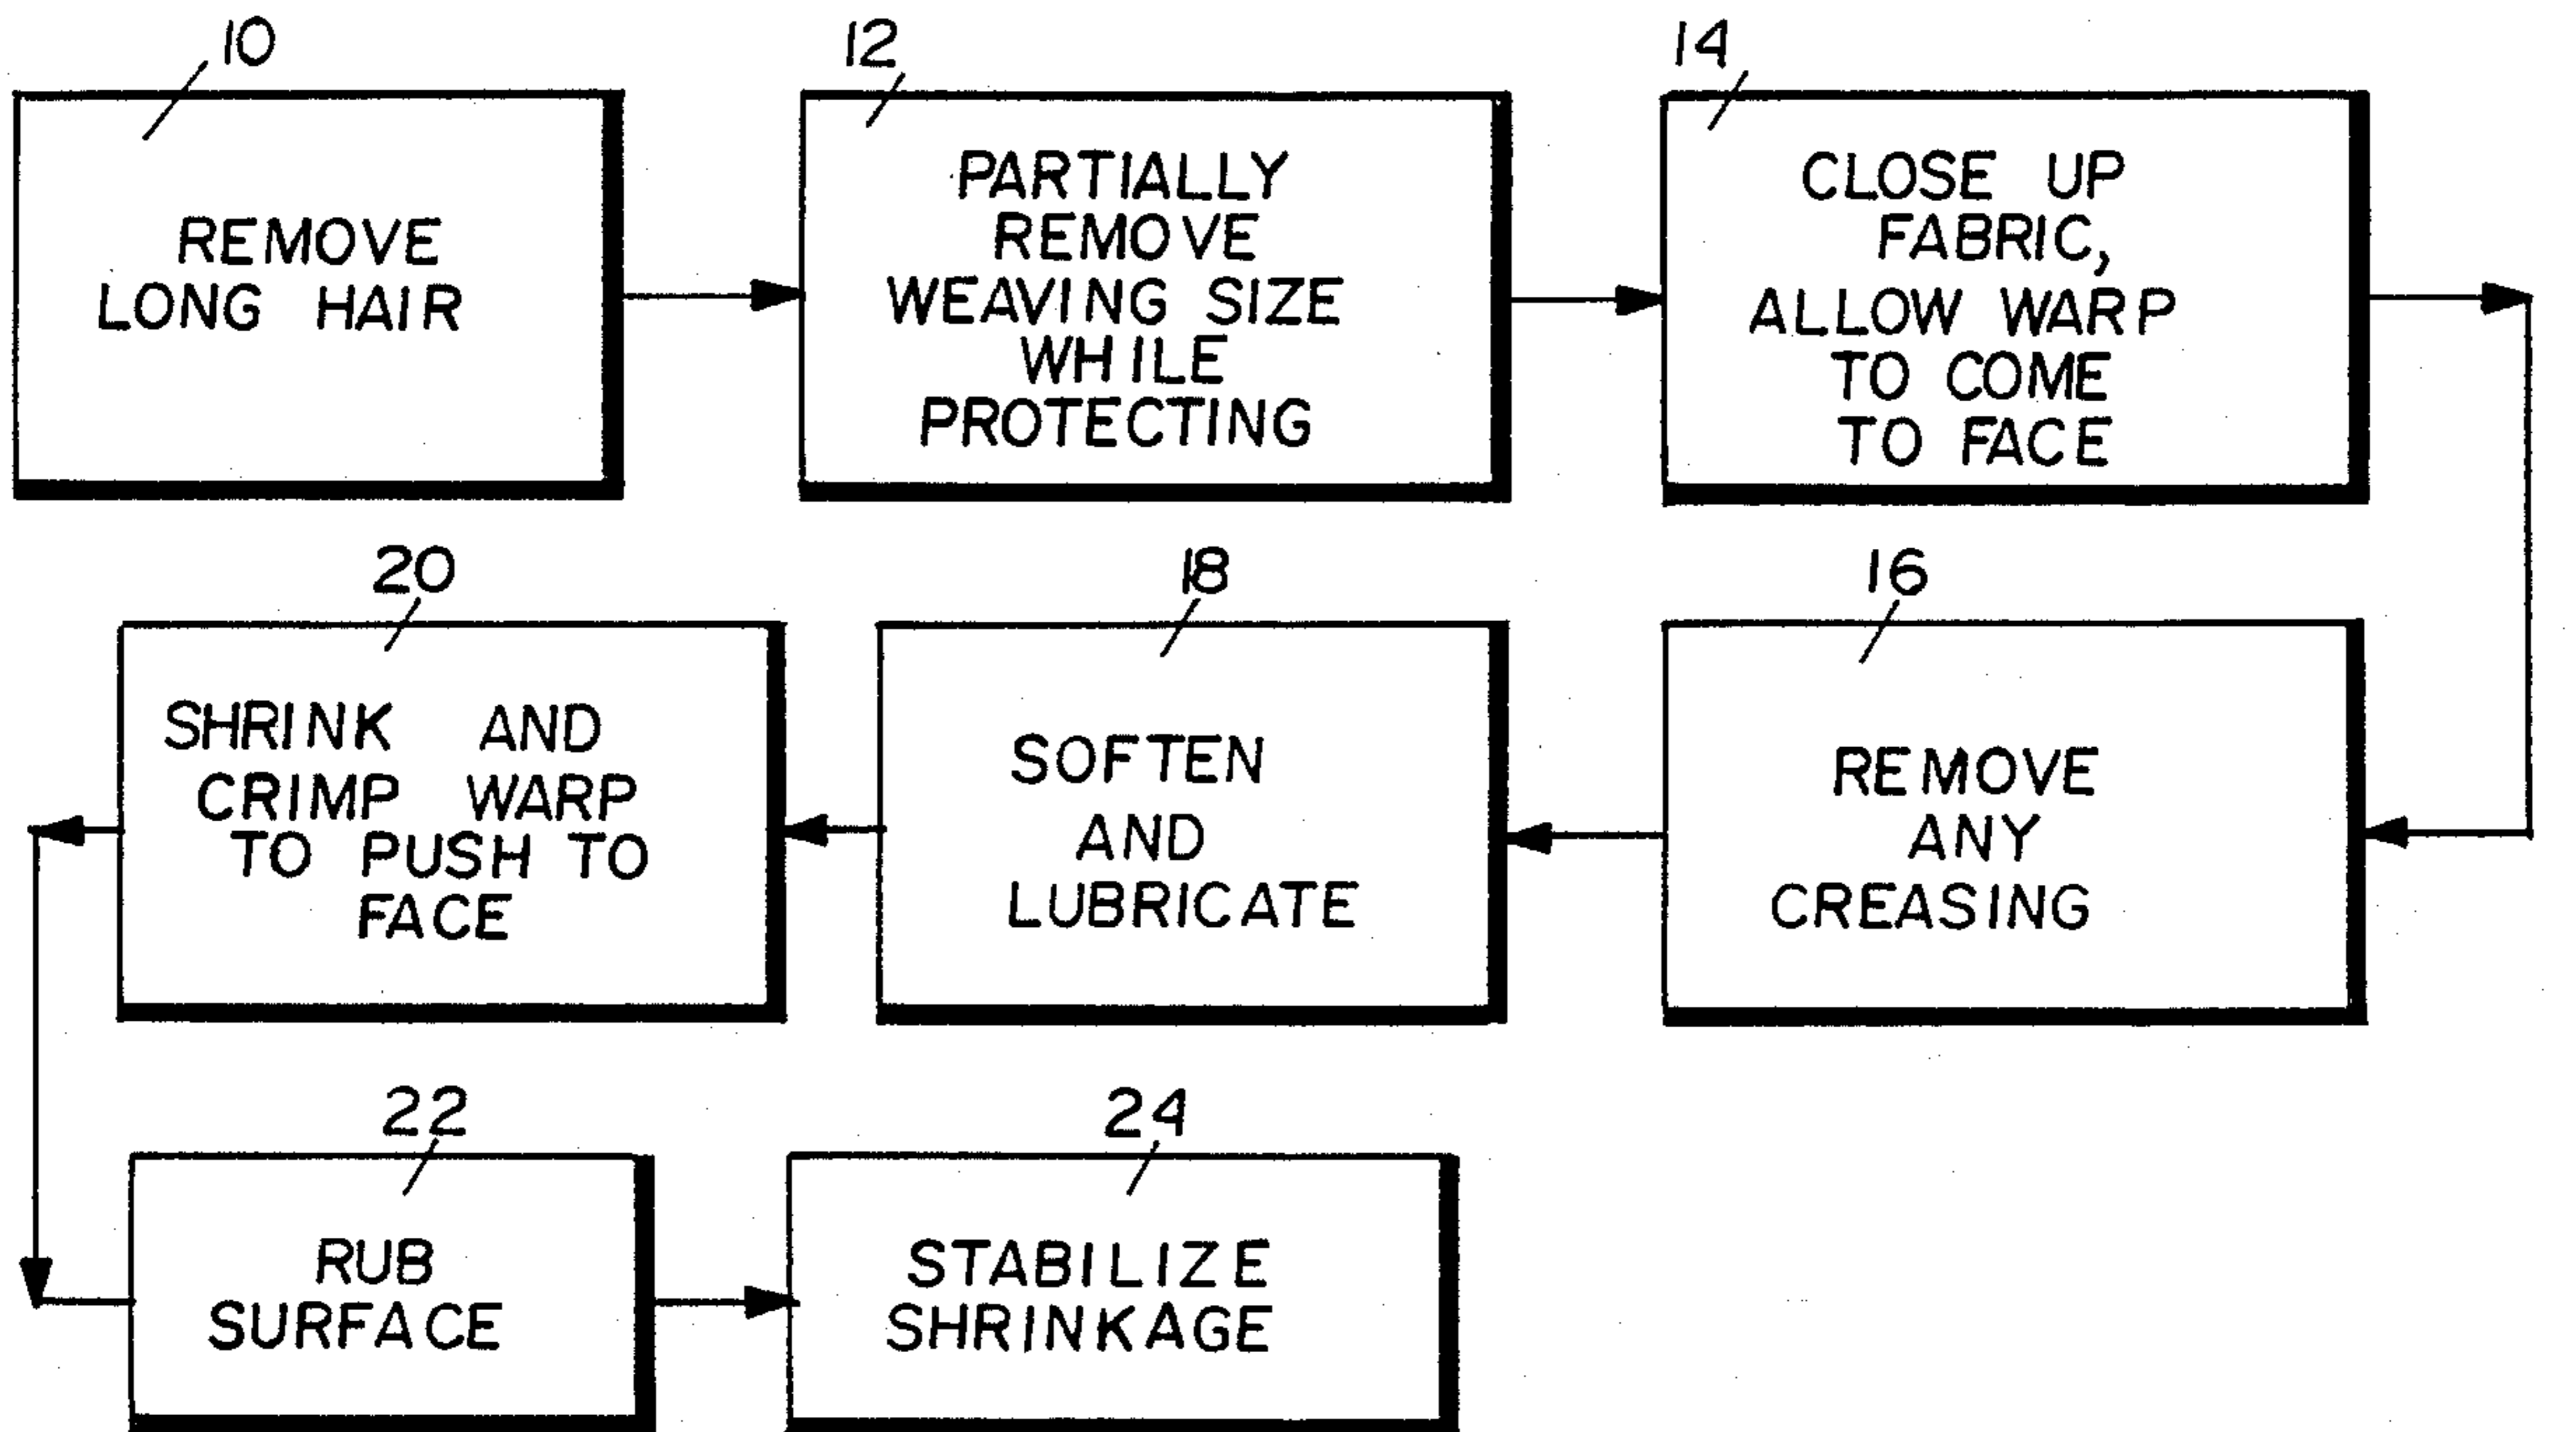 10
REMOVE
LONG HAIR
12
PARTIALLY
REMOVE
WEAVING SIZE
WHILE
PROTECTING
14
CLOSE UP
FABRIC,
ALLOW WARP
TO COME
TO FACE
16
REMOVE
ANY
CREASING
18
SOFTEN
AND
LUBRICATE
20
SHRINK AND
CRIMP WARP
TO PUSH TO
FACE
22
RUB
SURFACE
24
STABILIZE
SHRINKAGE